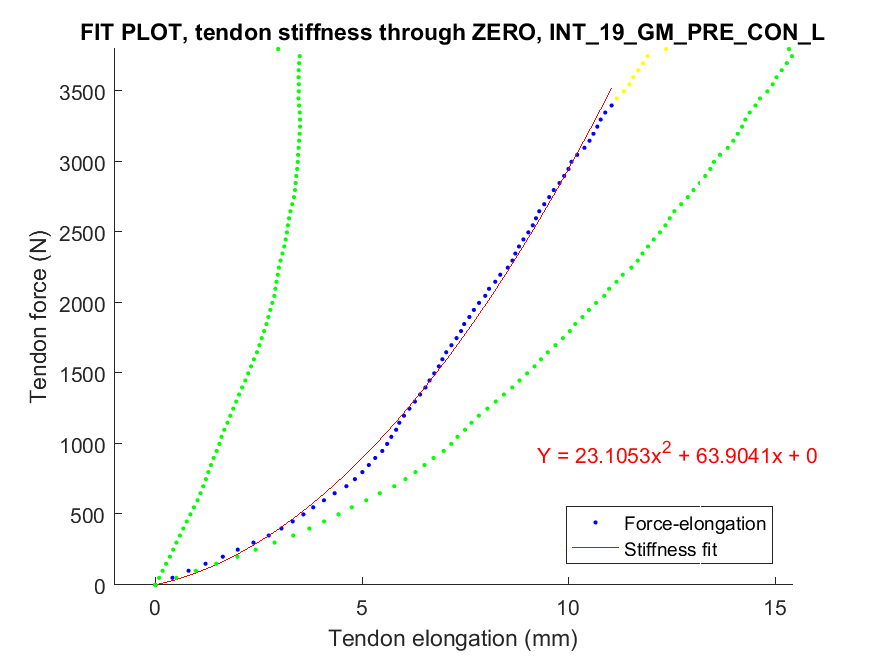 FIT PLOT, tendon stiffness through ZERO, INT_19_GM_PRE_CON_L
Tendon force (N)
3500
3000
2500
2000
1500
1000
500
0
Y = 23.1053x² + 63.9041x + 0
Force-elongation
Stiffness fit
0 5 10 15
Tendon elongation (mm)